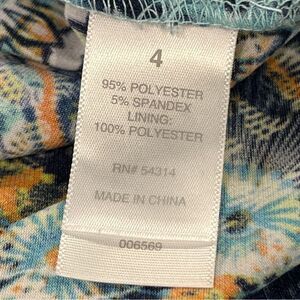 4
95% POLYESTER
5% SPANDEX
LINING:
100% POLYESTER
RN# 54314
MADE IN CHINA
006569